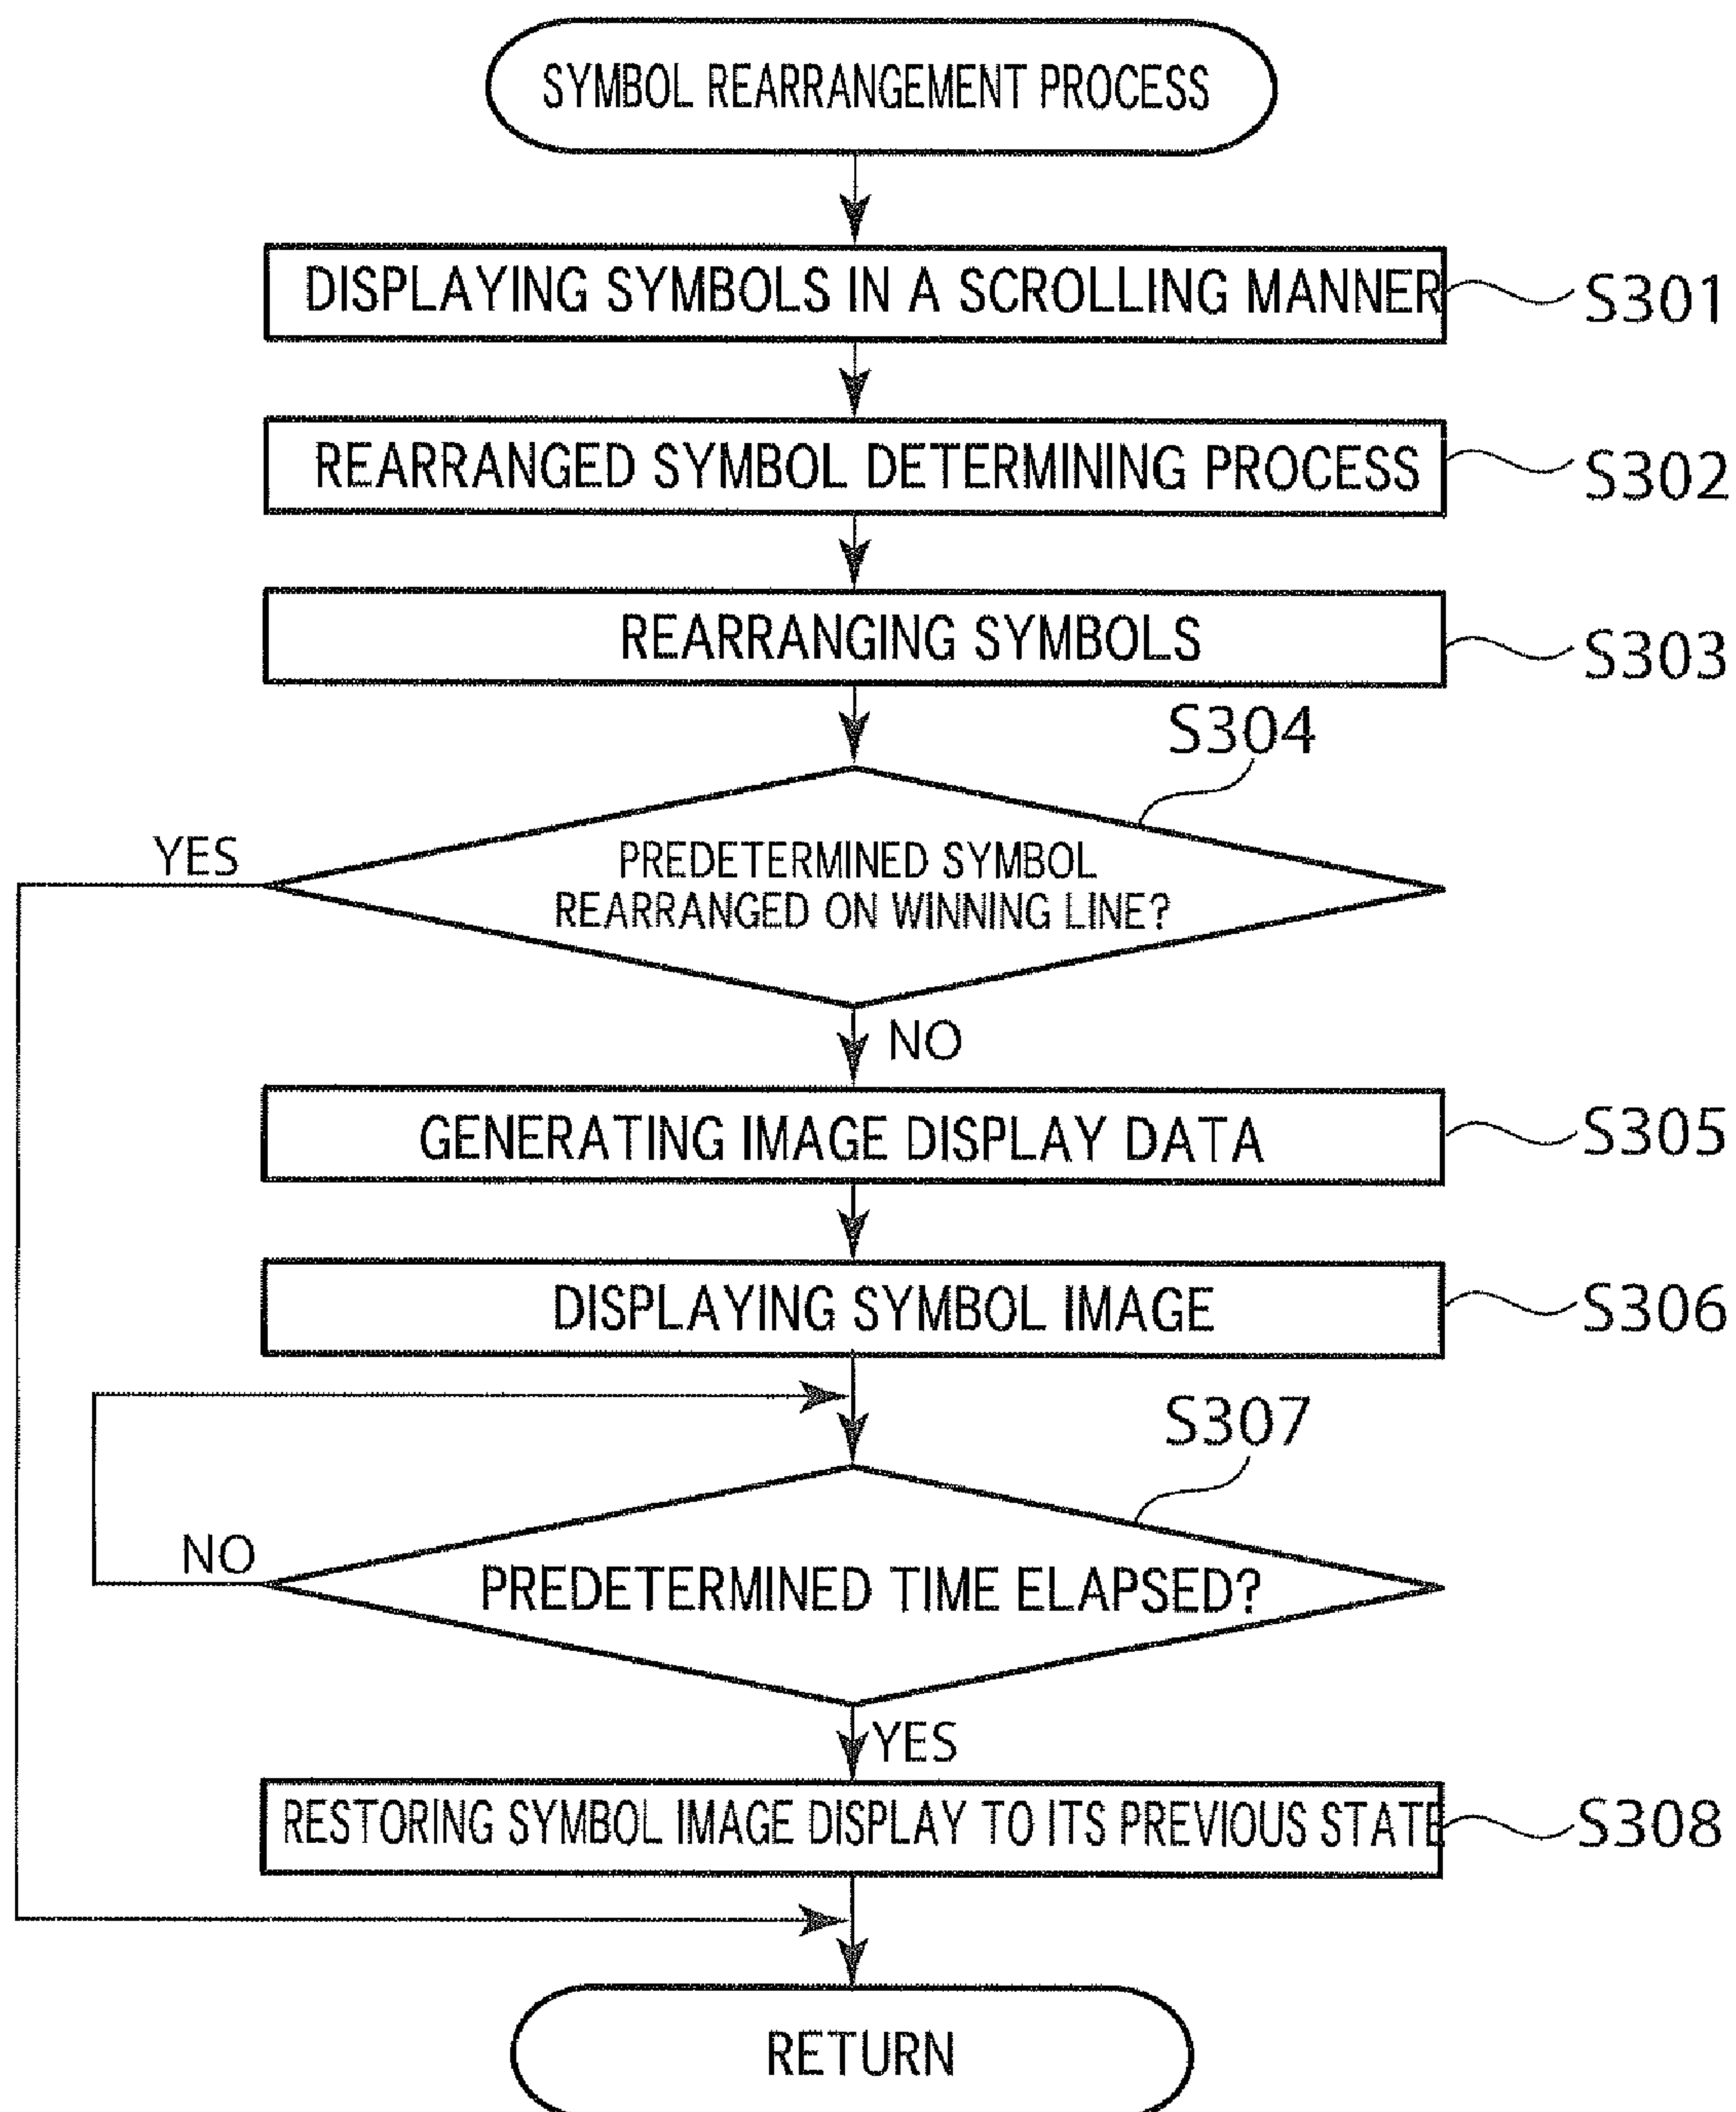 SYMBOL REARRANGEMENT PROCESS
DISPLAYING SYMBOLS IN A SCROLLING MANNER
S301
REARRANGED SYMBOL DETERMINING PROCESS
S302
REARRANGING SYMBOLS
S303
S304
YES
PREDETERMINED SYMBOL
REARRANGED ON WINNING LINE?
NO
GENERATING IMAGE DISPLAY DATA
S305
DISPLAYING SYMBOL IMAGE
S306
S307
NO
PREDETERMINED TIME ELAPSED?
YES
RESTORING SYMBOL IMAGE DISPLAY TO ITS PREVIOUS STATE
S308
RETURN